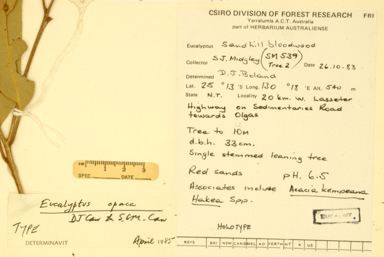 CSIRO DIVISION OF FOREST RESEARCH FRI
Yarralumla A.C.T. Australia
part of HERBARIUM AUSTRALIENSE
Eucalyptus Sandhill bloodwood
Collector S.J. Midgley (SM 539 Tree 2) Date 26.10.83
Determined D.J. Boland
Lat. 25° 13' S Long. 130° 18' E Alt. 540 m
State N.T. Locality 20 km. W. Lasseter
Highway on Sedimentaries Road
towards Olgas
Tree to 10m
d.b.h. 33cm.
Single stemmed leaning tree
Red sands pH. 6.5
Associates include Acacia kempeana
Hakea Spp.
HOLOTYPE
Eucalyptus opaca
D.J Carr & S.G.M. Carr
TYPE
DETERMINAVIT April 1985